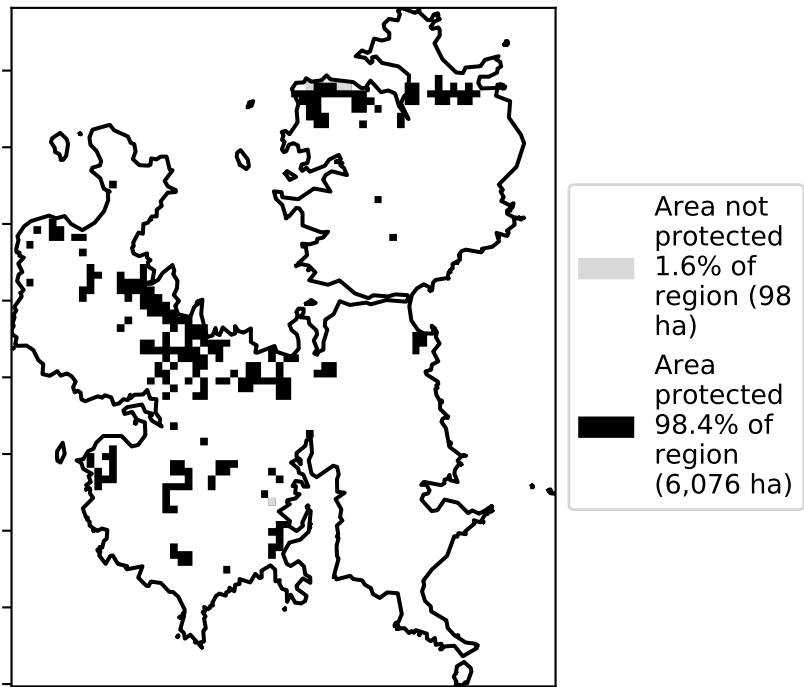 Area not
protected
1.6% of
region (98
ha)
Area
protected
98.4% of
region
(6,076 ha)